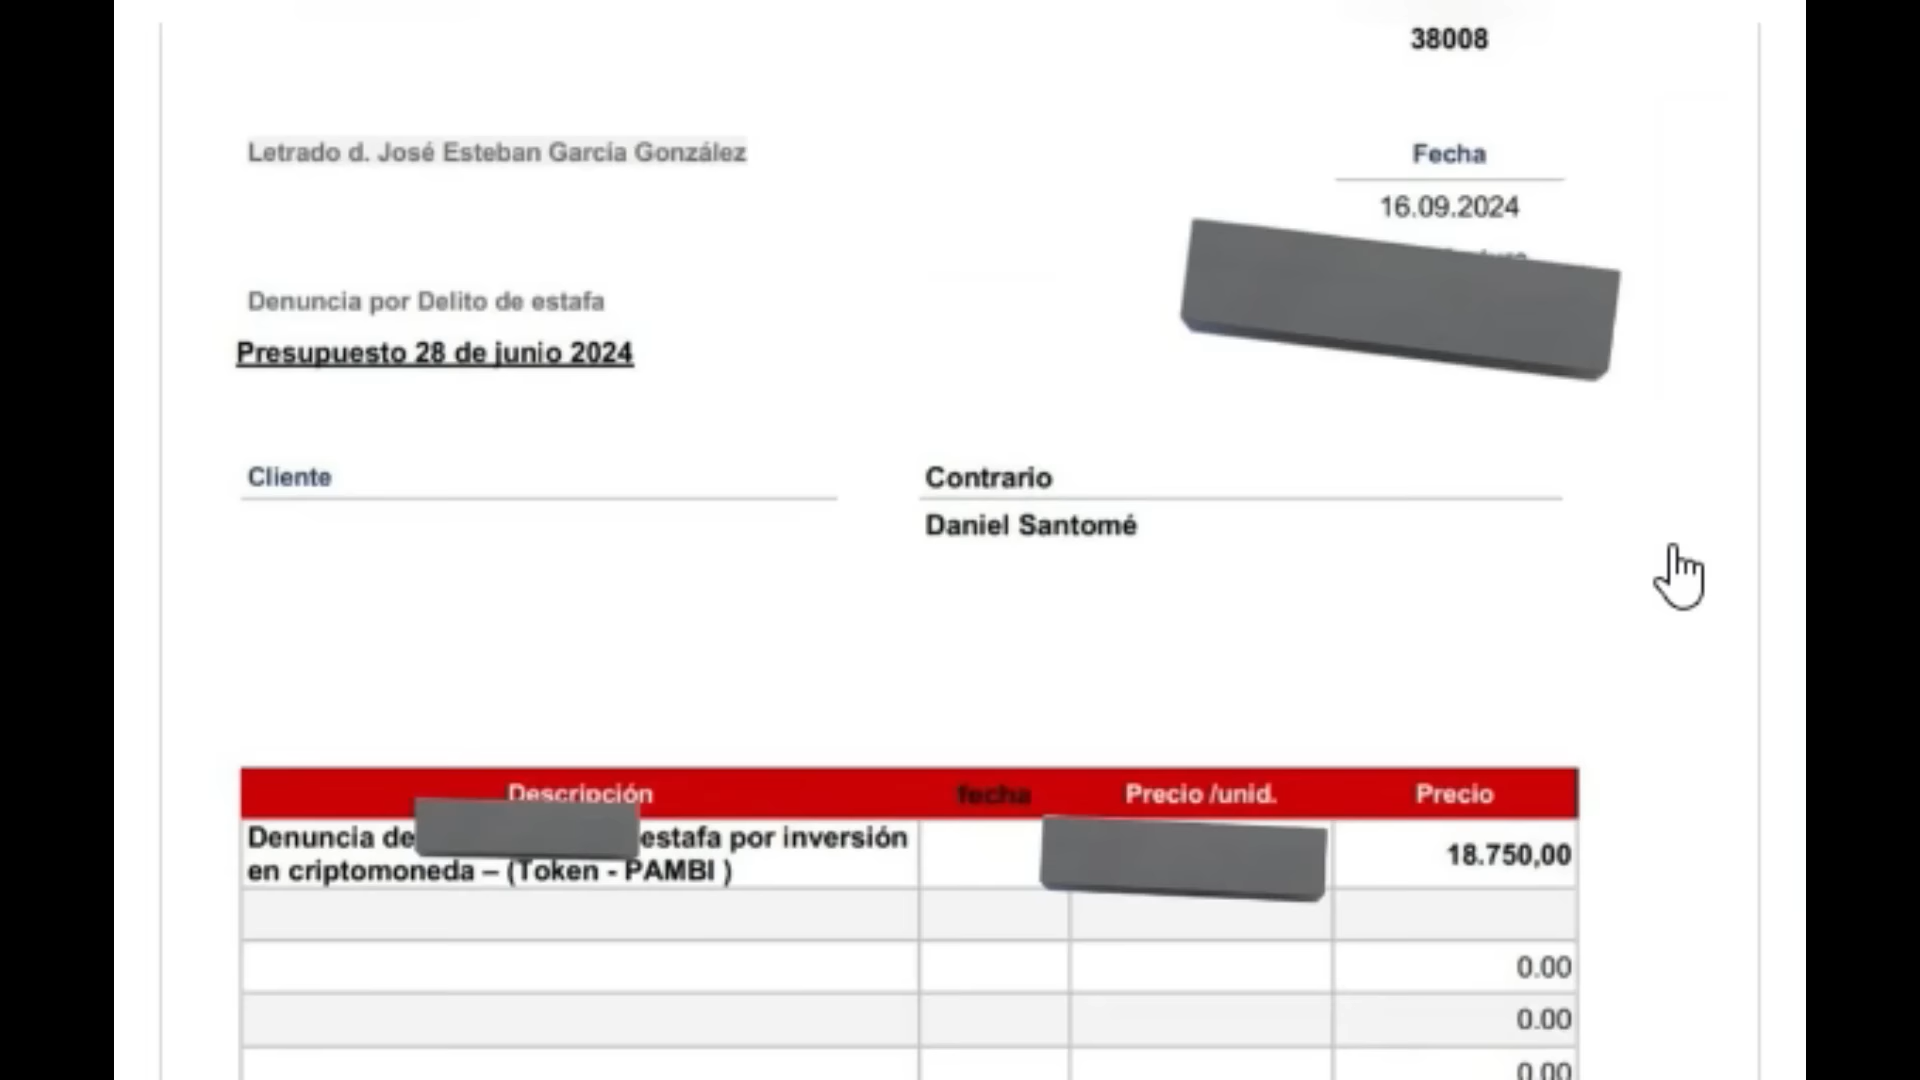 38008
Letrado d. José Esteban García González
Fecha
16.09.2024
Denuncia por Delito de estafa
Presupuesto 28 de junio 2024
Cliente
Contrario
Daniel Santomé
Descripción fecha Precio /unid. Precio
Denuncia de estafa por inversión
en criptomoneda – (Token - PAMBI )
18.750,00
0.00
0.00
0.00